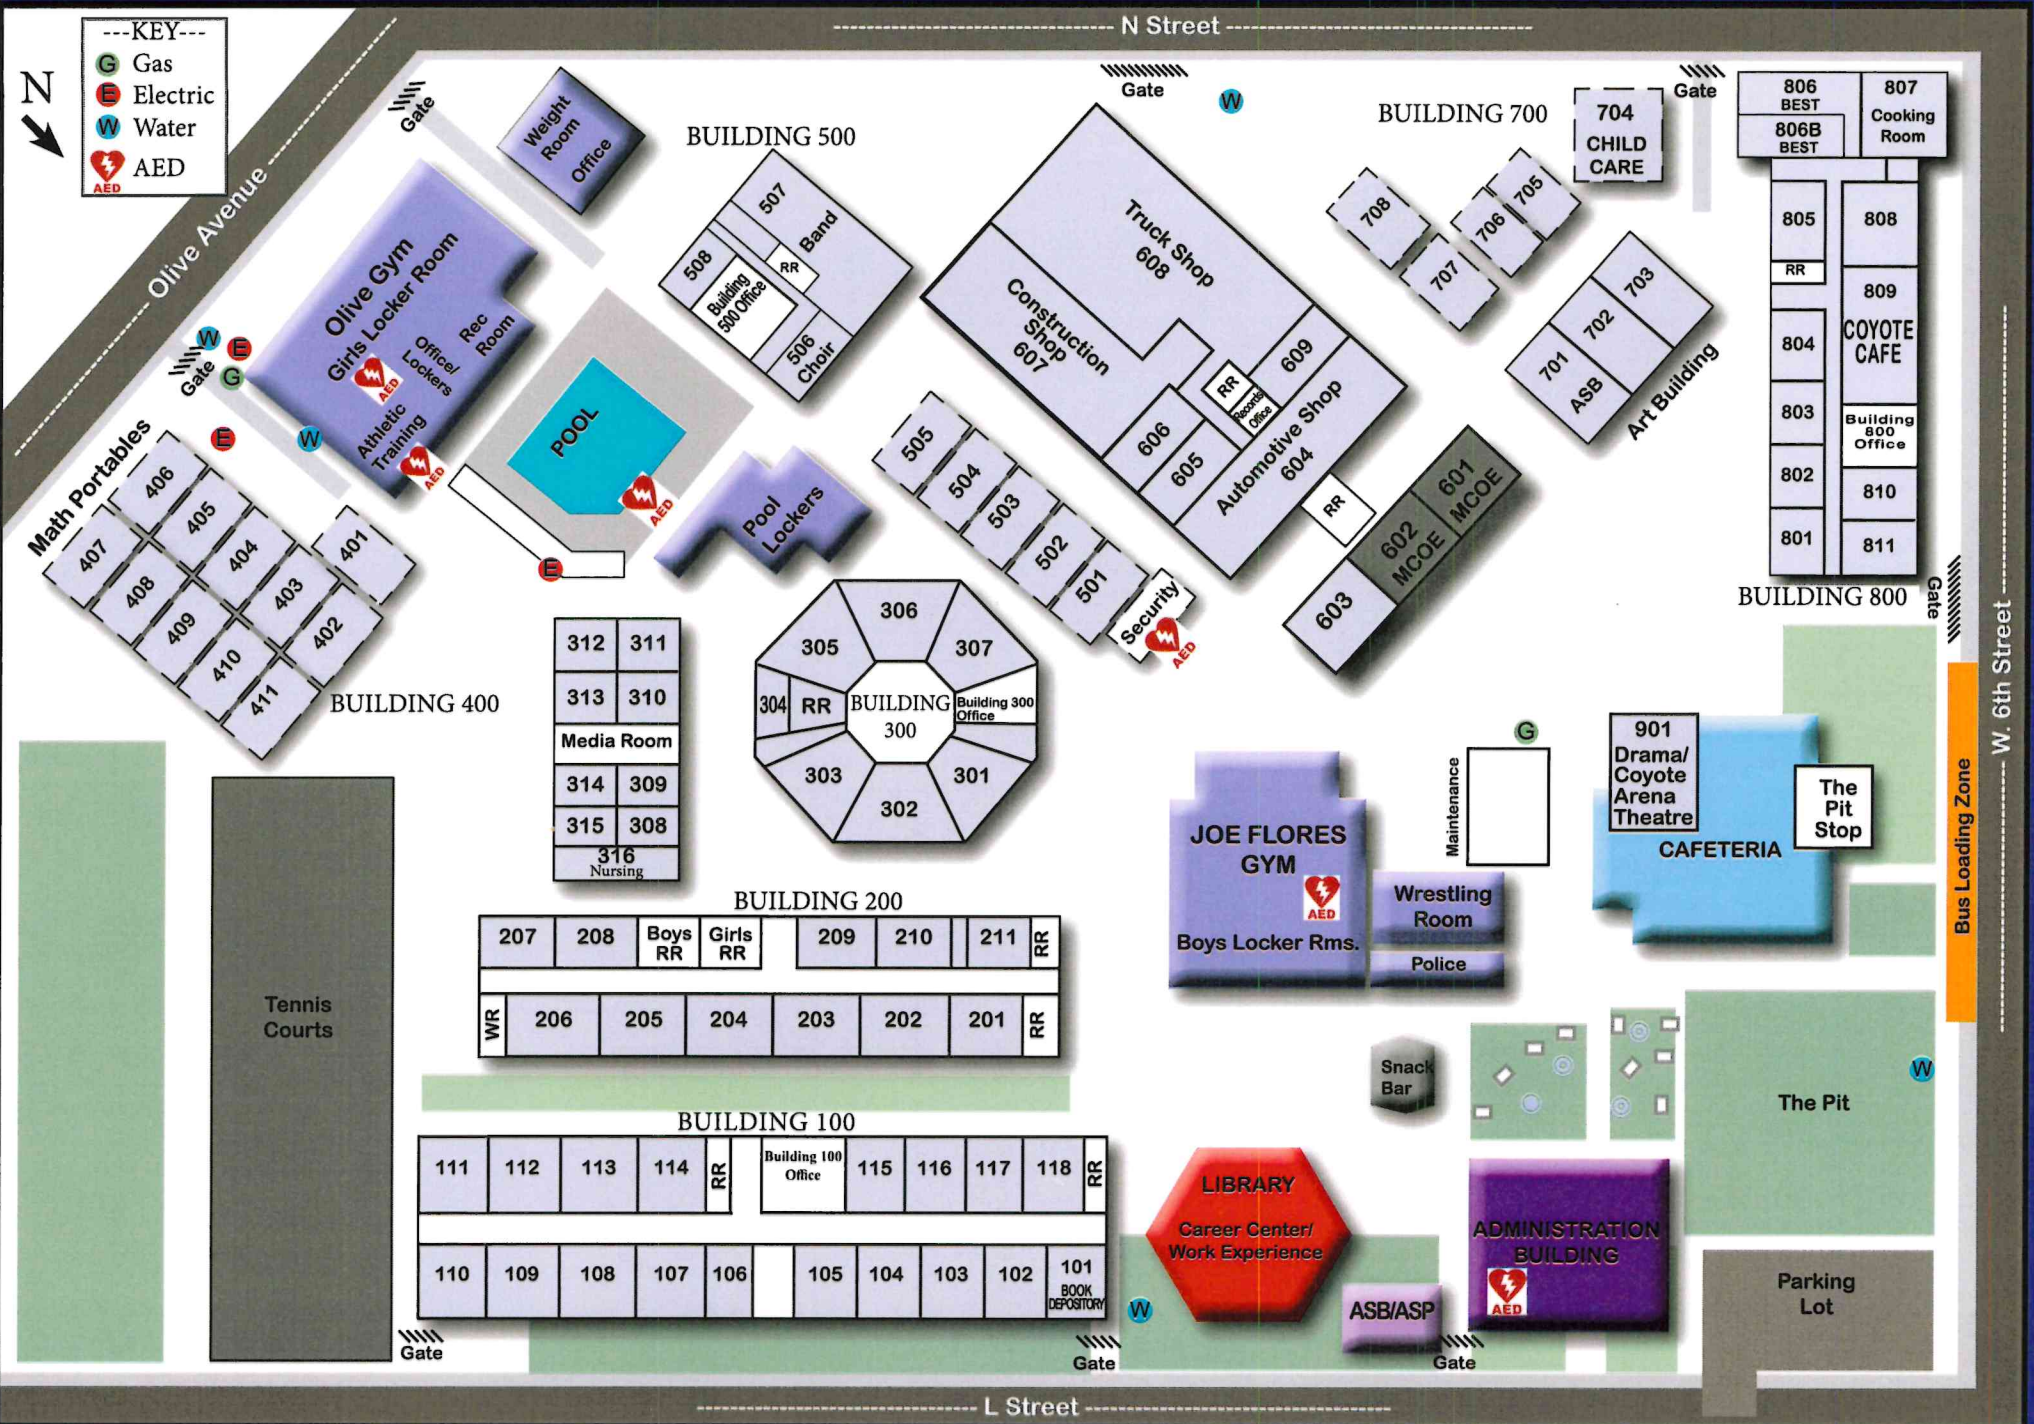 ---KEY---
G Gas
E Electric
W Water
AED AED
N
N Street
Olive Avenue
W. 6th Street
L Street
Bus Loading Zone
Gate
Gate
Gate
Weight
Room
Office
BUILDING 500
507
Band
508
RR
Building
500 Office
506
Choir
W
Truck Shop
608
Construction
Shop
607
609
RR
Records
Office
606
605
Automotive Shop
604
RR
601
MCOE
602
MCOE
603
BUILDING 700
704
CHILD
CARE
708
705
706
707
703
702
701
ASB
Art Building
806
BEST
806B
BEST
807
Cooking
Room
805
808
RR
809
COYOTE
CAFE
804
803
Building
800
Office
802
810
801
811
BUILDING 800
Gate
Olive Gym
Girls Locker Room
Rec
Room
Office/
Lockers
AED
Athletic
Training
AED
W
E
G
Gate
E
W
POOL
AED
E
Pool
Lockers
505
504
503
502
501
Security
AED
Math Portables
406
405
404
403
402
401
407
408
409
410
411
BUILDING 400
312
311
313
310
Media Room
314
309
315
308
316
Nursing
306
305
307
304
RR
BUILDING
300
Building 300
Office
303
301
302
G
Maintenance
JOE FLORES
GYM
AED
Boys Locker Rms.
Wrestling
Room
Police
901
Drama/
Coyote
Arena
Theatre
CAFETERIA
The
Pit
Stop
Tennis
Courts
BUILDING 200
207
208
Boys
RR
Girls
RR
209
210
211
RR
WR
206
205
204
203
202
201
RR
Snack
Bar
W
The Pit
BUILDING 100
111
112
113
114
RR
Building 100
Office
115
116
117
118
RR
110
109
108
107
106
105
104
103
102
101
BOOK
DEPOSITORY
LIBRARY
Career Center/
Work Experience
ADMINISTRATION
BUILDING
AED
W
ASB/ASP
Parking
Lot
Gate
Gate
Gate